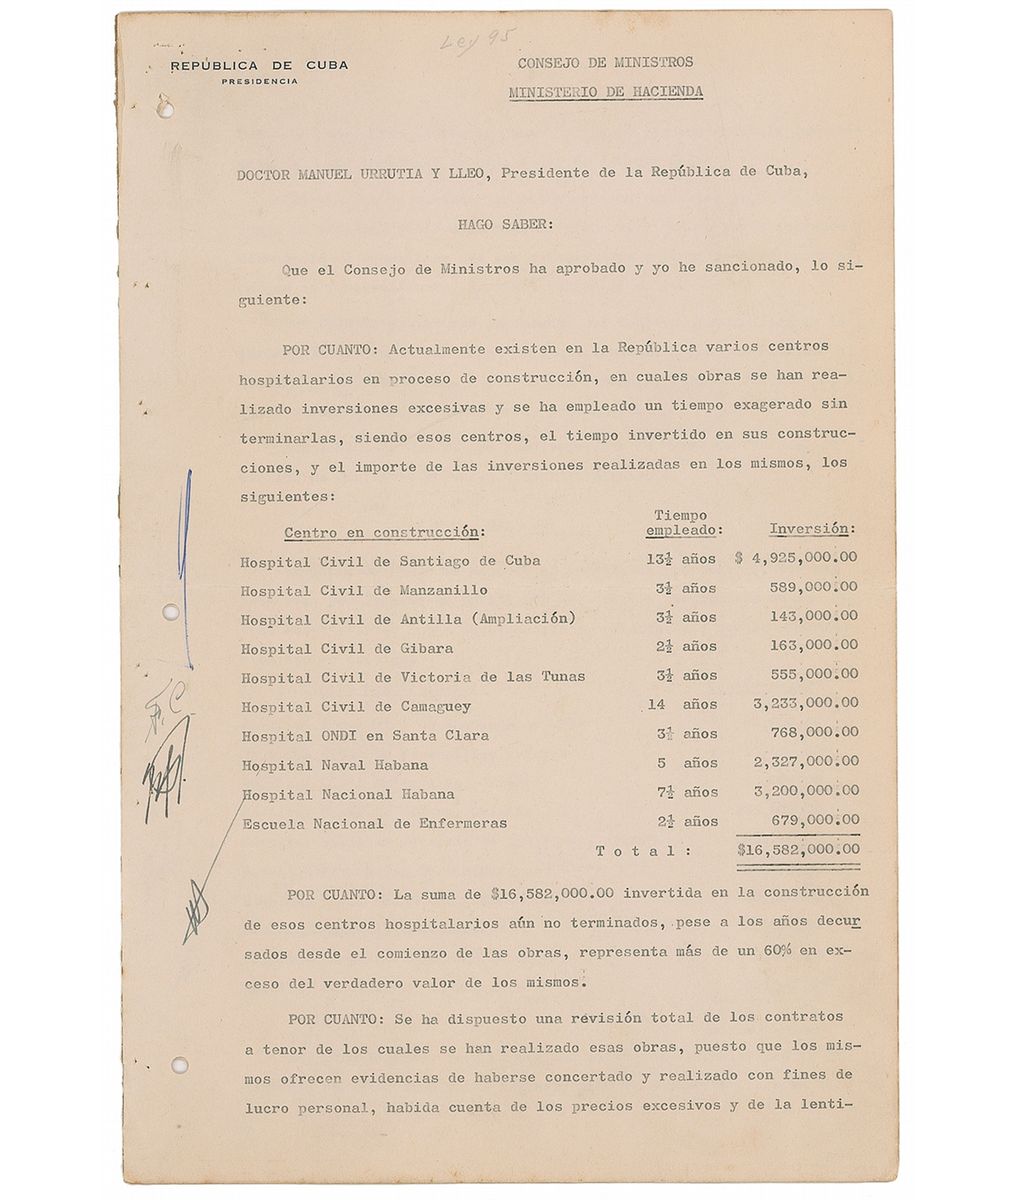 Ley 95
REPÚBLICA DE CUBA
PRESIDENCIA
CONSEJO DE MINISTROS
MINISTERIO DE HACIENDA
DOCTOR MANUEL URRUTIA Y LLEO, Presidente de la República de Cuba,
HAGO SABER:
Que el Consejo de Ministros ha aprobado y yo he sancionado, lo si-
guiente:
POR CUANTO: Actualmente existen en la República varios centros
hospitalarios en proceso de construcción, en cuales obras se han rea-
lizado inversiones excesivas y se ha empleado un tiempo exagerado sin
terminarlas, siendo esos centros, el tiempo invertido en sus construc-
ciones, y el importe de las inversiones realizadas en los mismos, los
siguientes:
Centro en construcción: Tiempo empleado: Inversión:
Hospital Civil de Santiago de Cuba 13½ años $ 4,925,000.00
Hospital Civil de Manzanillo 3½ años 589,000.00
Hospital Civil de Antilla (Ampliación) 3½ años 143,000.00
Hospital Civil de Gibara 2½ años 163,000.00
Hospital Civil de Victoria de las Tunas 3½ años 555,000.00
Hospital Civil de Camaguey 14 años 3,233,000.00
Hospital ONDI en Santa Clara 3½ años 768,000.00
Hospital Naval Habana 5 años 2,327,000.00
Hospital Nacional Habana 7½ años 3,200,000.00
Escuela Nacional de Enfermeras 2½ años 679,000.00
T o t a l : $16,582,000.00
POR CUANTO: La suma de $16,582,000.00 invertida en la construcción
de esos centros hospitalarios aún no terminados, pese a los años decur
sados desde el comienzo de las obras, representa más de un 60% en ex-
ceso del verdadero valor de los mismos.
POR CUANTO: Se ha dispuesto una revisión total de los contratos
a tenor de los cuales se han realizado esas obras, puesto que los mis-
mos ofrecen evidencias de haberse concertado y realizado con fines de
lucro personal, habida cuenta de los precios excesivos y de la lenti-